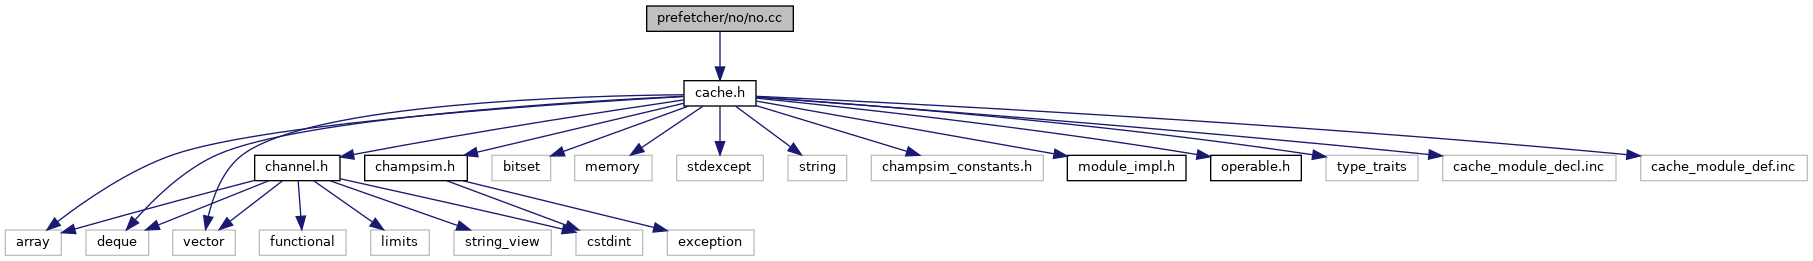 prefetcher/no/no.cc
cache.h
channel.h
champsim.h
bitset
memory
stdexcept
string
champsim_constants.h
module_impl.h
operable.h
type_traits
cache_module_decl.inc
cache_module_def.inc
array
deque
vector
functional
limits
string_view
cstdint
exception